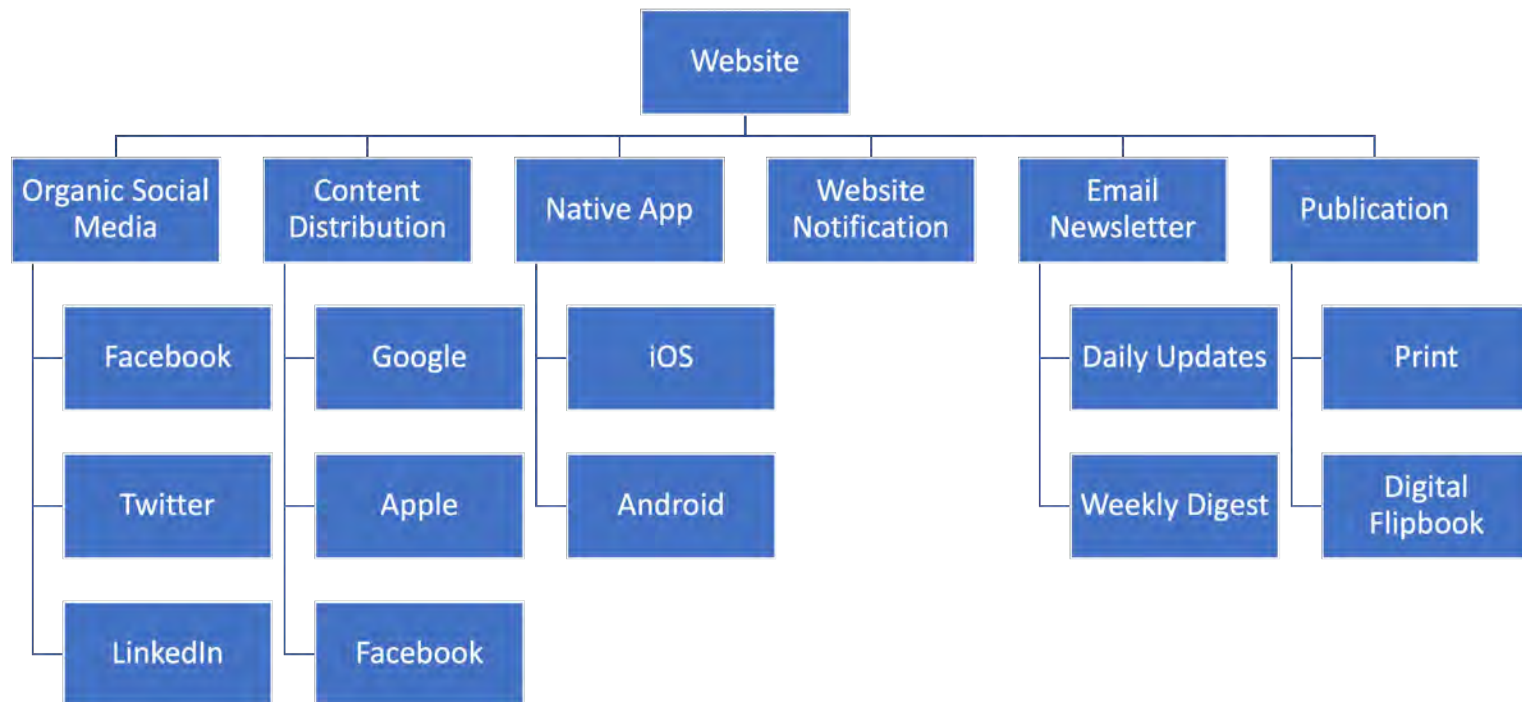 Website
Organic Social
Media
Content
Distribution
Native App
Website
Notification
Email
Newsletter
Publication
Facebook
Google
iOS
Daily Updates
Print
Twitter
Apple
Android
Weekly Digest
Digital
Flipbook
LinkedIn
Facebook